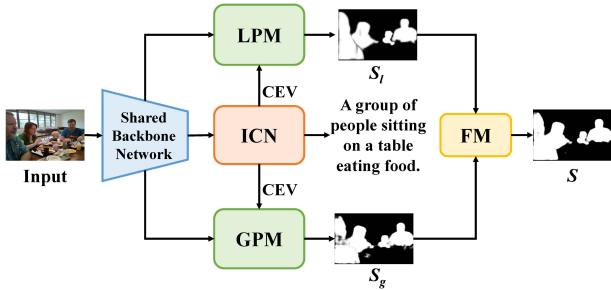 LPM
S_l
CEV
Shared
Backbone
Network
Input
ICN
A group of
people sitting
on a table
eating food.
FM
S
CEV
GPM
S_g